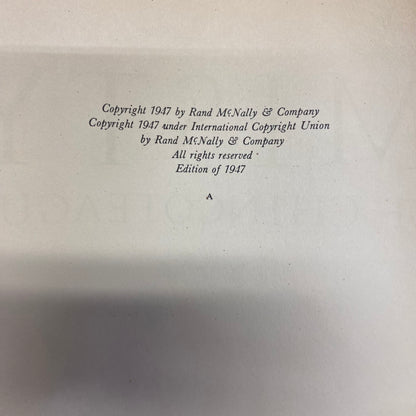 Copyright 1947 by Rand McNally & Company
Copyright 1947 under International Copyright Union
by Rand McNally & Company
All rights reserved
Edition of 1947
A